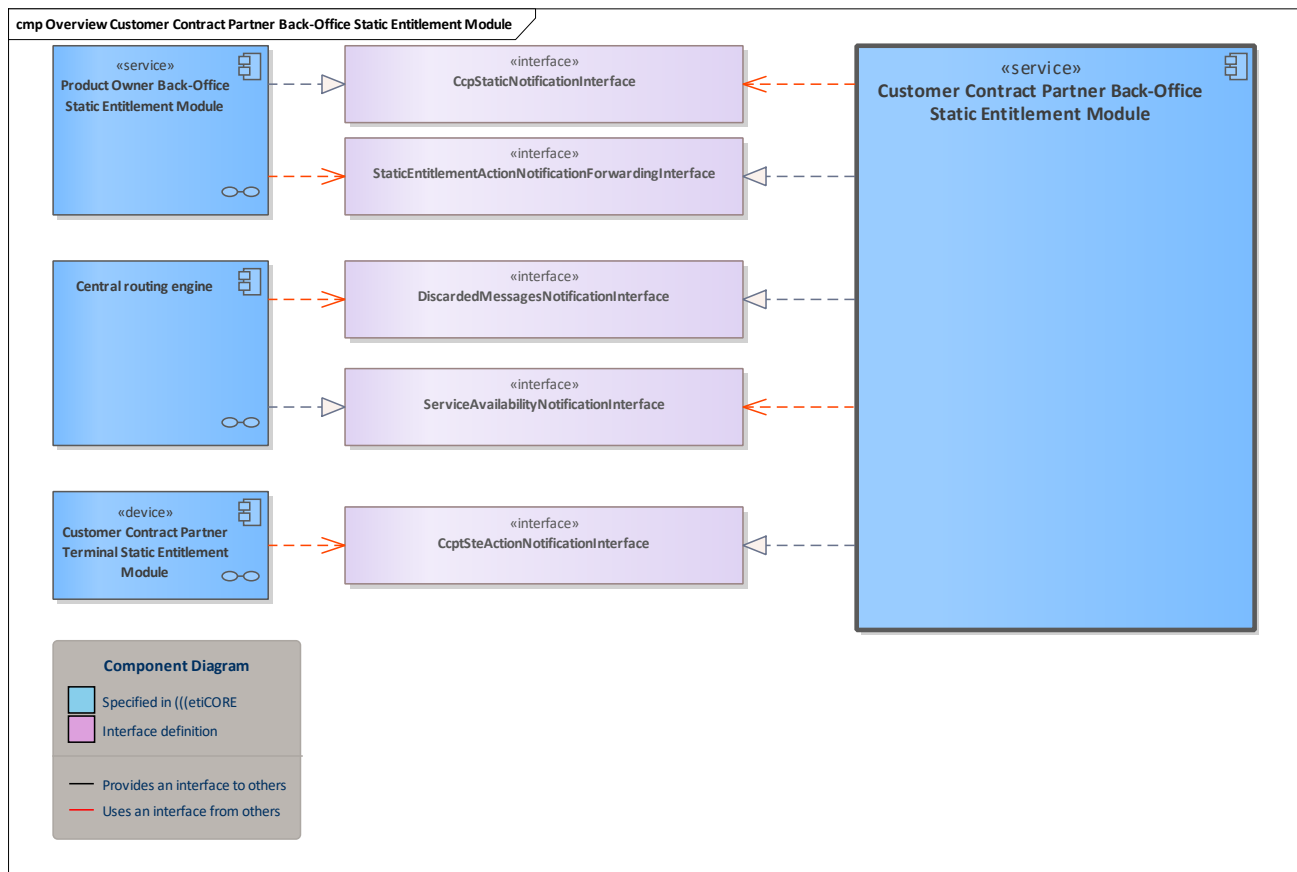 cmp Overview Customer Contract Partner Back-Office Static Entitlement Module
«service»
Product Owner Back-Office
Static Entitlement Module
«interface»
CcpStaticNotificationInterface
«service»
Customer Contract Partner Back-Office
Static Entitlement Module
«interface»
StaticEntitlementActionNotificationForwardingInterface
Central routing engine
«interface»
DiscardedMessagesNotificationInterface
«interface»
ServiceAvailabilityNotificationInterface
«device»
Customer Contract Partner
Terminal Static Entitlement
Module
«interface»
CcptSteActionNotificationInterface
Component Diagram
Specified in (((etiCORE
Interface definition
Provides an interface to others
Uses an interface from others